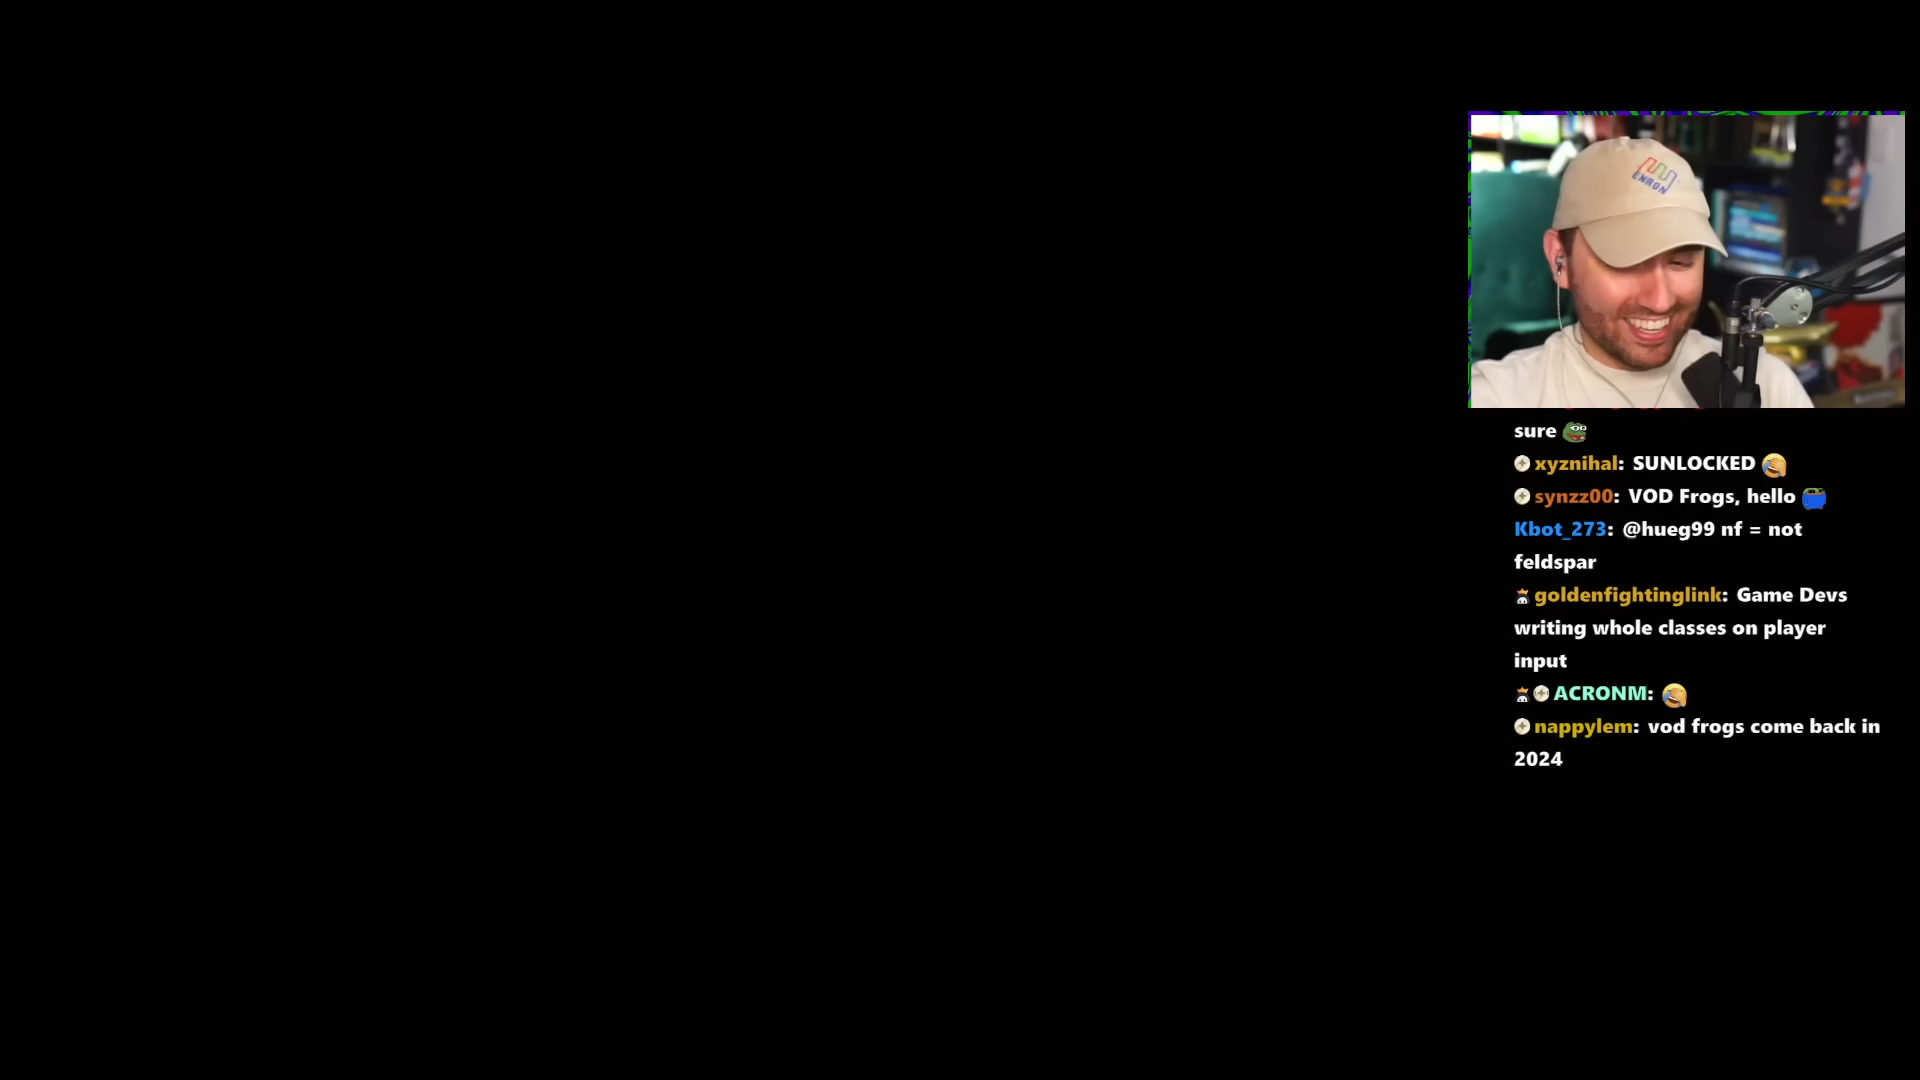 ENRON
sure
xyznihal: SUNLOCKED
synzz00: VOD Frogs, hello
Kbot_273: @hueg99 nf = not
feldspar
goldenfightinglink: Game Devs
writing whole classes on player
input
ACRONM:
nappylem: vod frogs come back in
2024